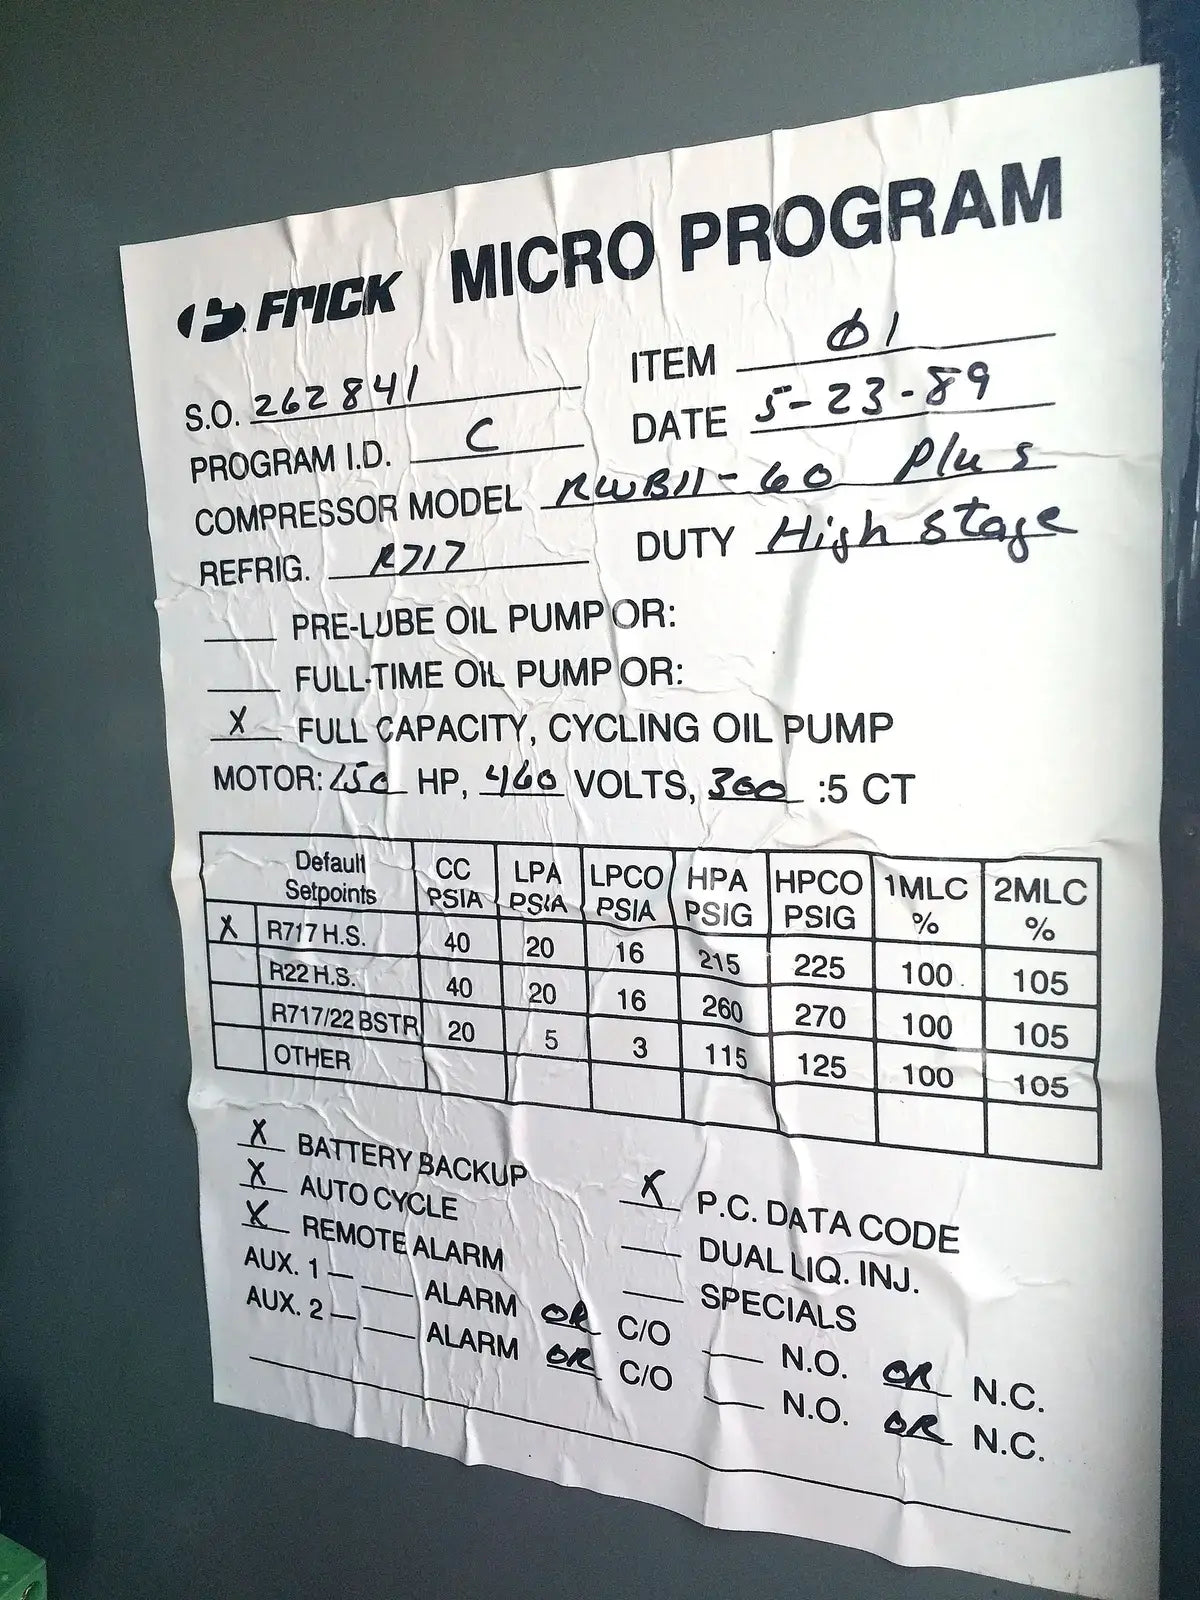 FRICK MICRO PROGRAM
S.O. 262841 ITEM Ø1
PROGRAM I.D. C DATE 5-23-89
COMPRESSOR MODEL RWBII-60 Plus
REFRIG. R717 DUTY High Stage
PRE-LUBE OIL PUMP OR:
FULL-TIME OIL PUMP OR:
X FULL CAPACITY, CYCLING OIL PUMP
MOTOR: HP, 460 VOLTS, 300 :5 CT
Default Setpoints CC PSIA LPA PSIA LPCO PSIA HPA PSIG HPCO PSIG 1MLC % 2MLC %
X R717 H.S. 40 20 16 215 225 100 105
R22 H.S. 40 20 16 260 270 100 105
R717/22 BSTR 20 5 3 115 125 100 105
OTHER
X BATTERY BACKUP X P.C. DATA CODE
X AUTO CYCLE DUAL LIQ. INJ.
X REMOTE ALARM SPECIALS
AUX. 1 — ALARM OR C/O N.O. OR N.C.
AUX. 2 — ALARM OR C/O N.O. OR N.C.